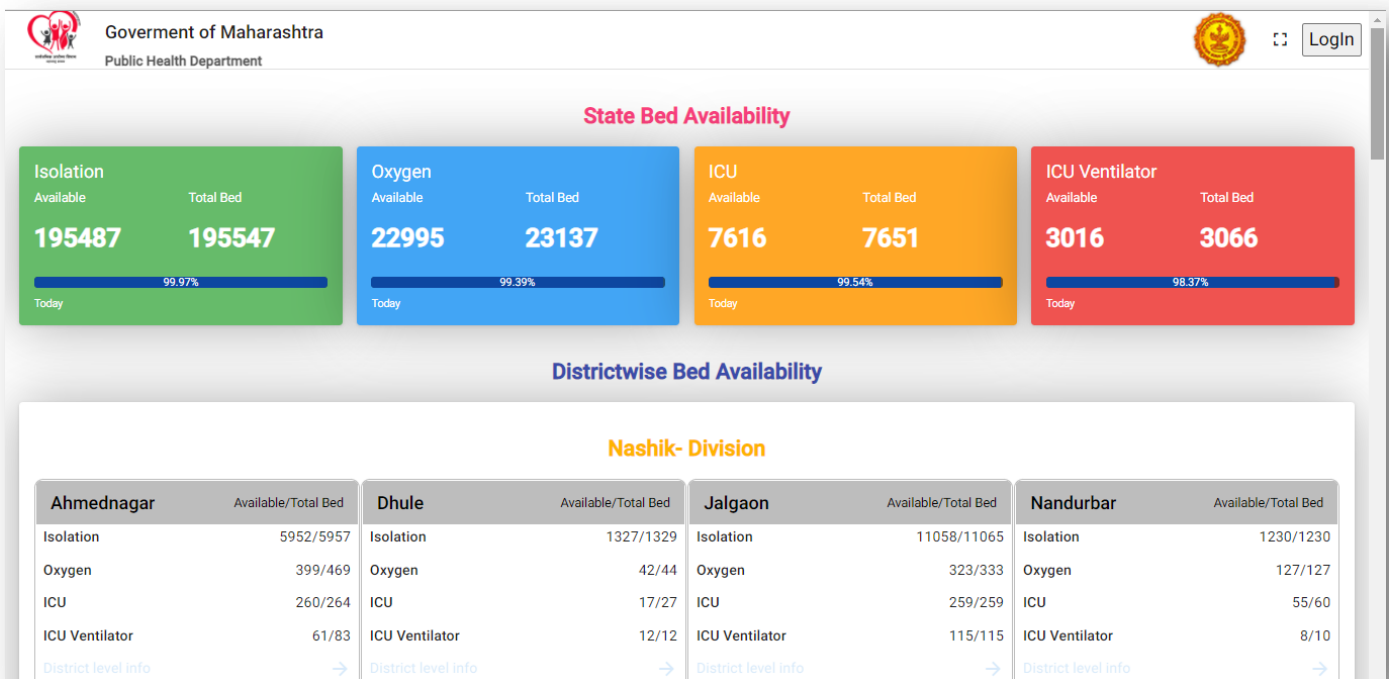 Goverment of Maharashtra
Public Health Department
LogIn
State Bed Availability
Isolation
Available Total Bed
195487 195547
99.97%
Today
Oxygen
Available Total Bed
22995 23137
99.39%
Today
ICU
Available Total Bed
7616 7651
99.54%
Today
ICU Ventilator
Available Total Bed
3016 3066
98.37%
Today
Districtwise Bed Availability
Nashik- Division
Ahmednagar Available/Total Bed
Isolation 5952/5957
Oxygen 399/469
ICU 260/264
ICU Ventilator 61/83
District level info →
Dhule Available/Total Bed
Isolation 1327/1329
Oxygen 42/44
ICU 17/27
ICU Ventilator 12/12
District level info →
Jalgaon Available/Total Bed
Isolation 11058/11065
Oxygen 323/333
ICU 259/259
ICU Ventilator 115/115
District level info →
Nandurbar Available/Total Bed
Isolation 1230/1230
Oxygen 127/127
ICU 55/60
ICU Ventilator 8/10
District level info →